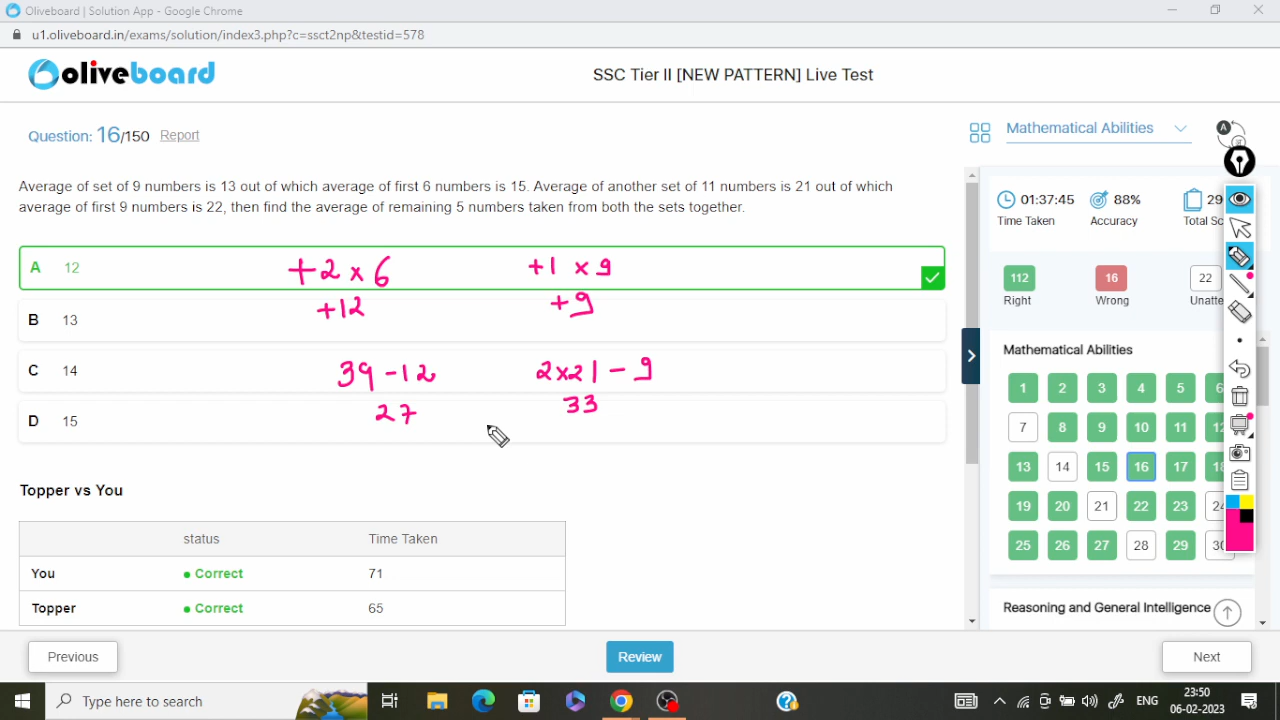 Oliveboard | Solution App - Google Chrome
u1.oliveboard.in/exams/solution/index3.php?c=ssct2np&testid=578
oliveboard
SSC Tier II [NEW PATTERN] Live Test
Question: 16/150 Report
Mathematical Abilities
Average of set of 9 numbers is 13 out of which average of first 6 numbers is 15. Average of another set of 11 numbers is 21 out of which
average of first 9 numbers is 22, then find the average of remaining 5 numbers taken from both the sets together.
A 12
+2 × 6
+1 × 9
+12
+9
B 13
C 14
39 - 12
2×21 - 9
27
33
D 15
Topper vs You
status Time Taken
You Correct 71
Topper Correct 65
01:37:45
Time Taken
88%
Accuracy
29
Total Sc
112
Right
16
Wrong
22
Unatte
Mathematical Abilities
1 2 3 4 5 6
7 8 9 10 11 12
13 14 15 16 17 18
19 20 21 22 23 24
25 26 27 28 29 30
Reasoning and General Intelligence
Previous
Review
Next
Type here to search
ENG
23:50
06-02-2023